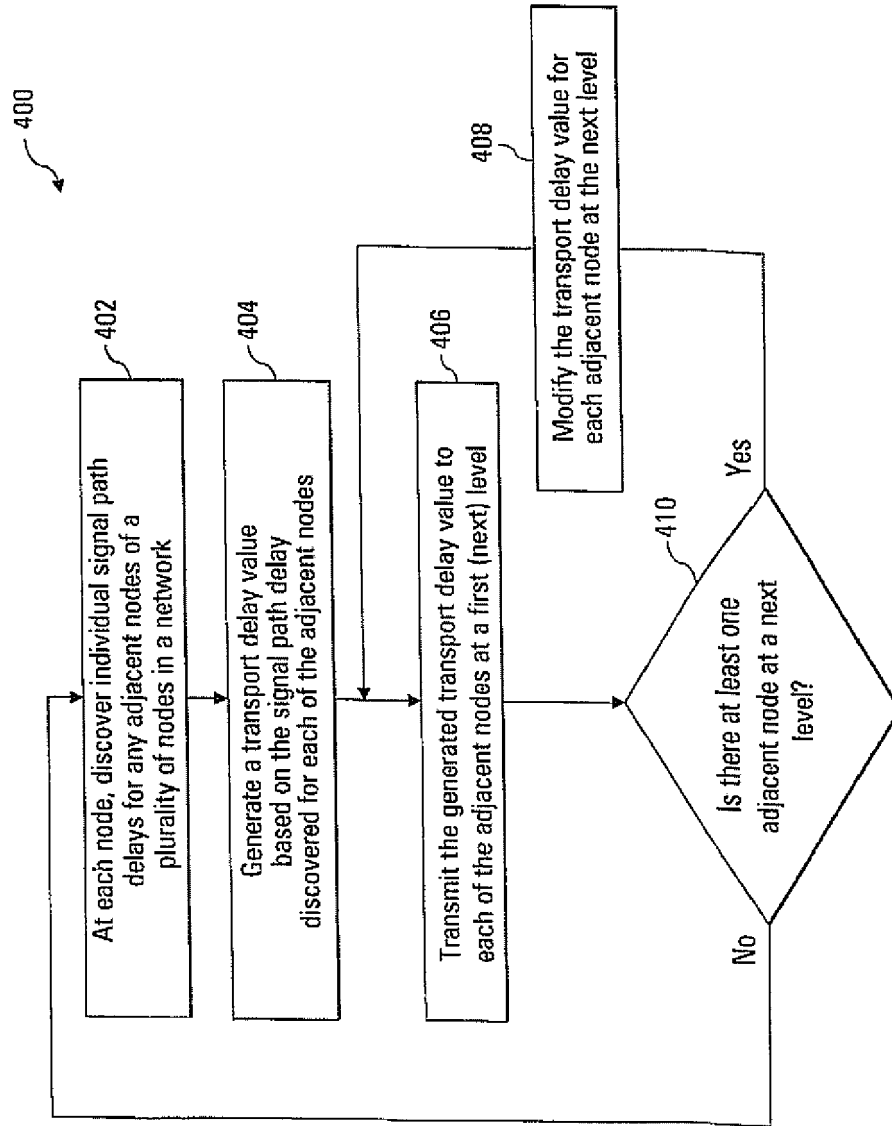 400
402
At each node, discover individual signal path
delays for any adjacent nodes of a
plurality of nodes in a network
404
Generate a transport delay value
based on the signal path delay
discovered for each of the adjacent nodes
406
Transmit the generated transport delay value to
each of the adjacent nodes at a first (next) level
408
Modify the transport delay value for
each adjacent node at the next level
410
Is there at least one
adjacent node at a next
level?
No
Yes